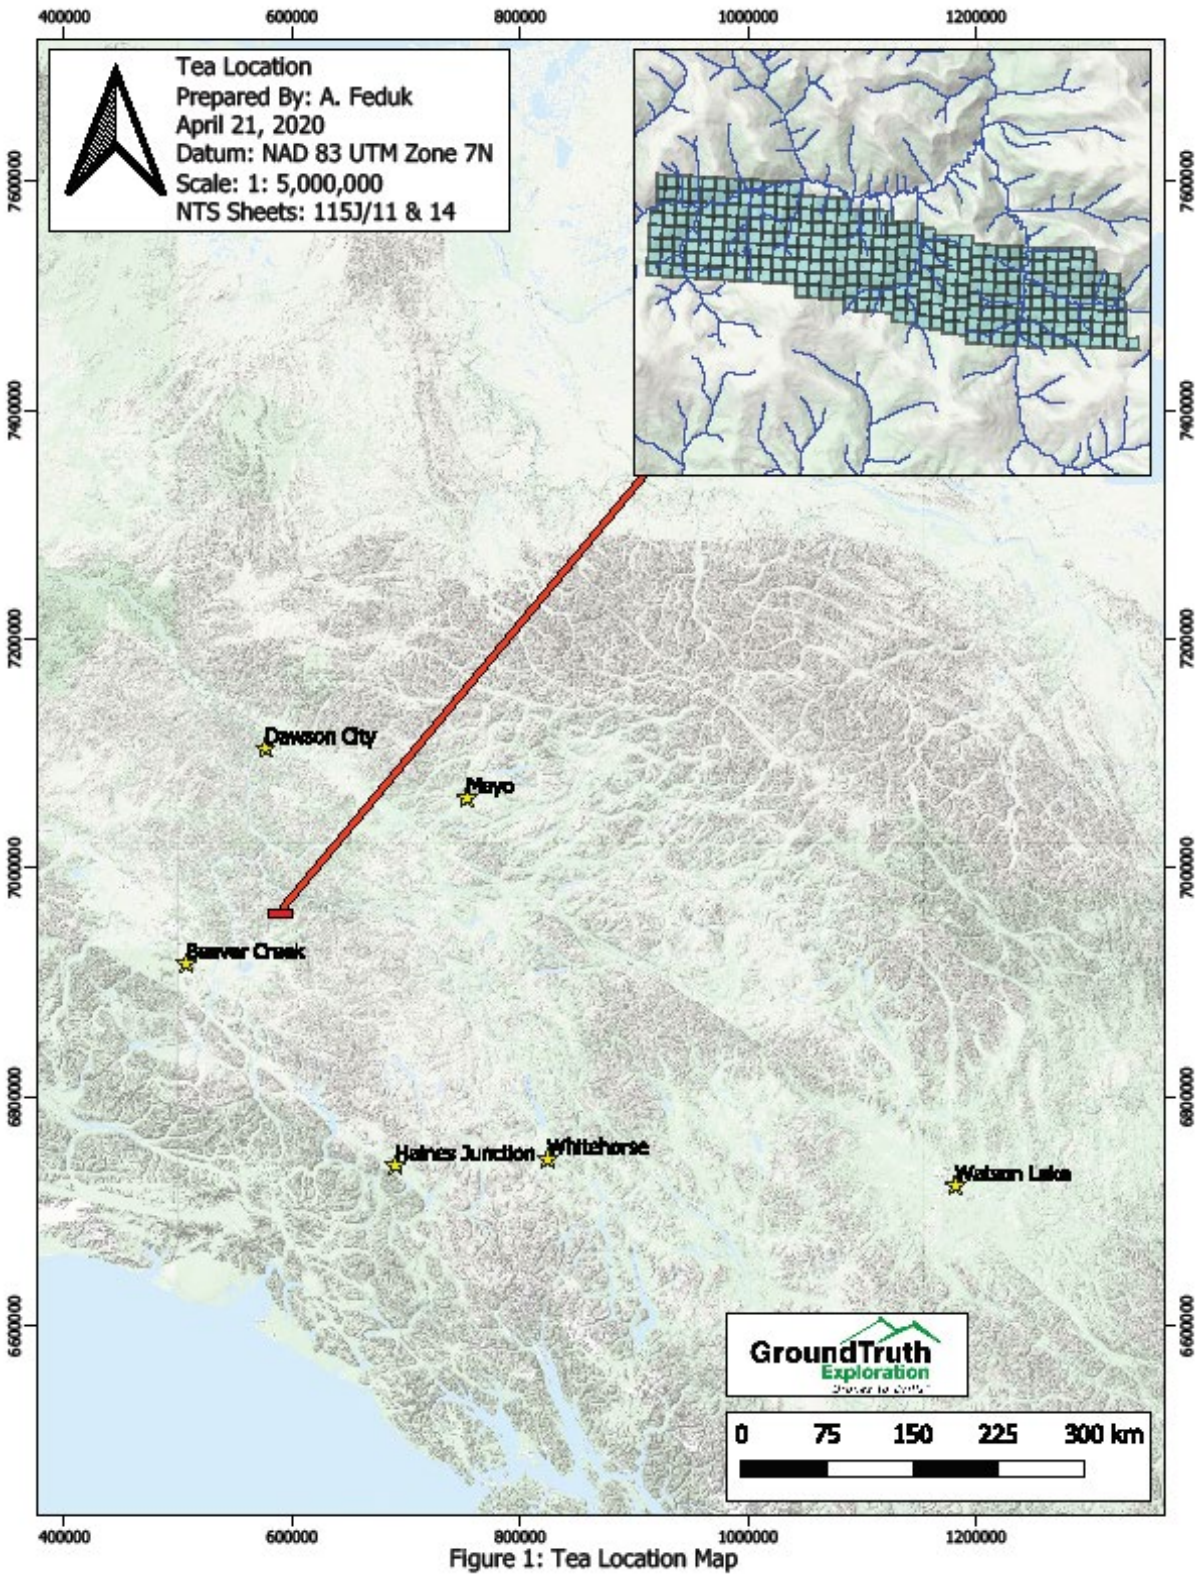 400000 600000 800000 1000000 1200000
Tea Location
Prepared By: A. Feduk
April 21, 2020
Datum: NAD 83 UTM Zone 7N
Scale: 1: 5,000,000
NTS Sheets: 115J/11 & 14
7600000
7600000
7400000
7400000
7200000
7200000
Dawson City
Mayo
7000000
7000000
Beaver Creek
6800000
6800000
Haines Junction
Whitehorse
Watson Lake
6600000
6600000
GroundTruth
Exploration
0 75 150 225 300 km
400000 600000 800000 1000000 1200000
Figure 1: Tea Location Map